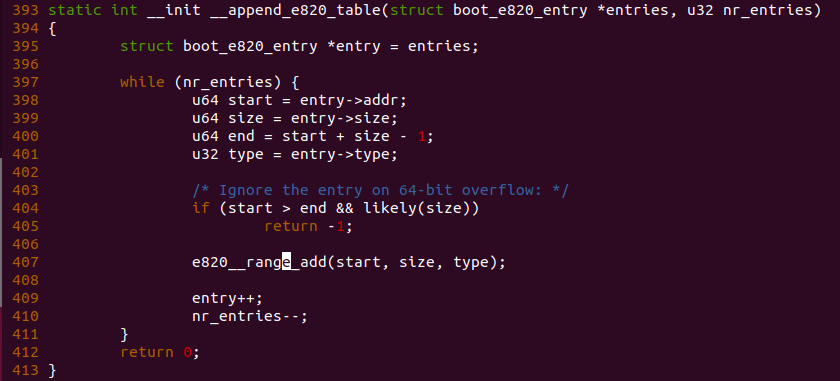 393 static int __init __append_e820_table(struct boot_e820_entry *entries, u32 nr_entries)
394 {
395         struct boot_e820_entry *entry = entries;
396
397         while (nr_entries) {
398                 u64 start = entry->addr;
399                 u64 size = entry->size;
400                 u64 end = start + size - 1;
401                 u32 type = entry->type;
402
403                 /* Ignore the entry on 64-bit overflow: */
404                 if (start > end && likely(size))
405                         return -1;
406
407                 e820__range_add(start, size, type);
408
409                 entry++;
410                 nr_entries--;
411         }
412         return 0;
413 }